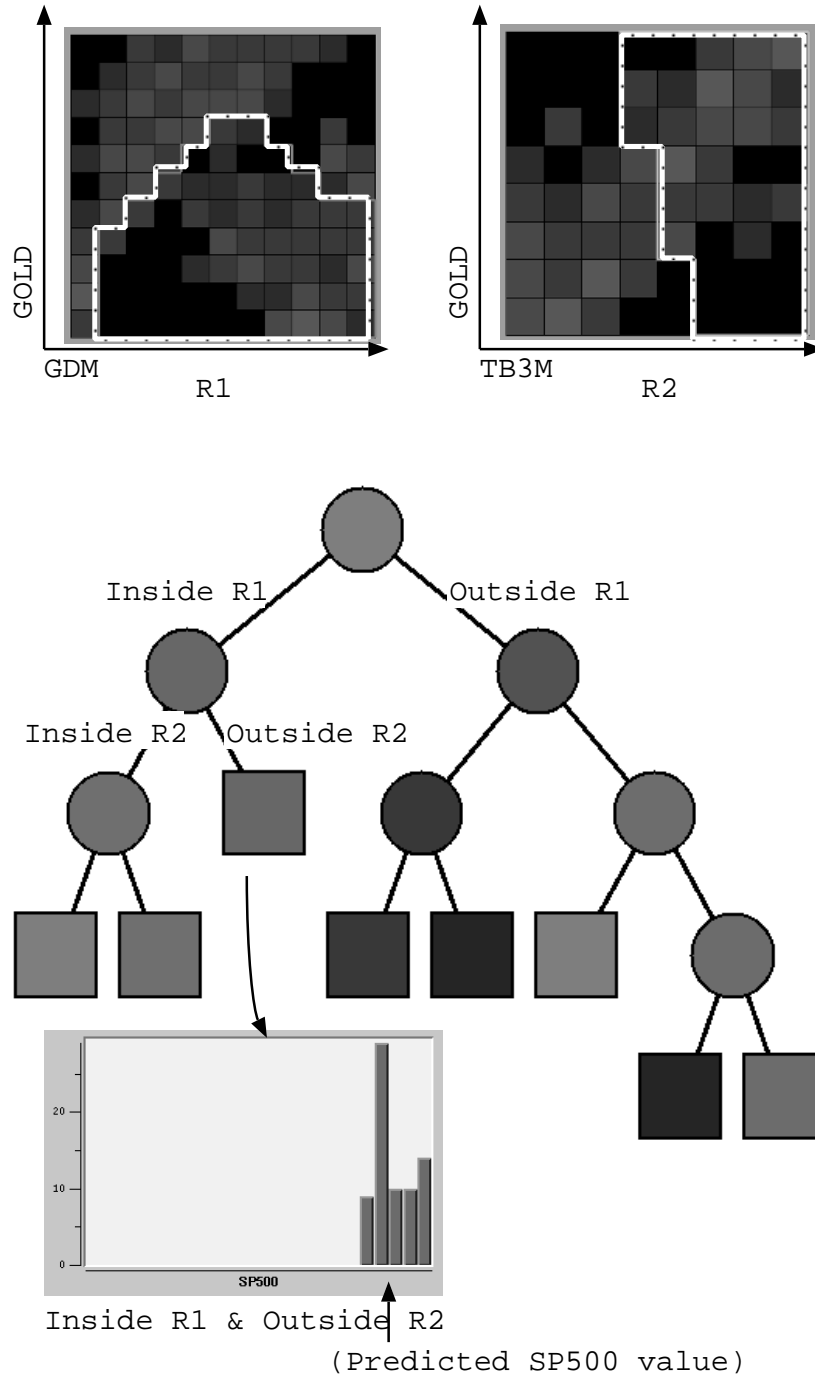 GOLD
GDM
R1
GOLD
TB3M
R2
Inside R1
Outside R1
Inside R2
Outside R2
20
10
0
SP500
Inside R1 & Outside R2
(Predicted SP500 value)